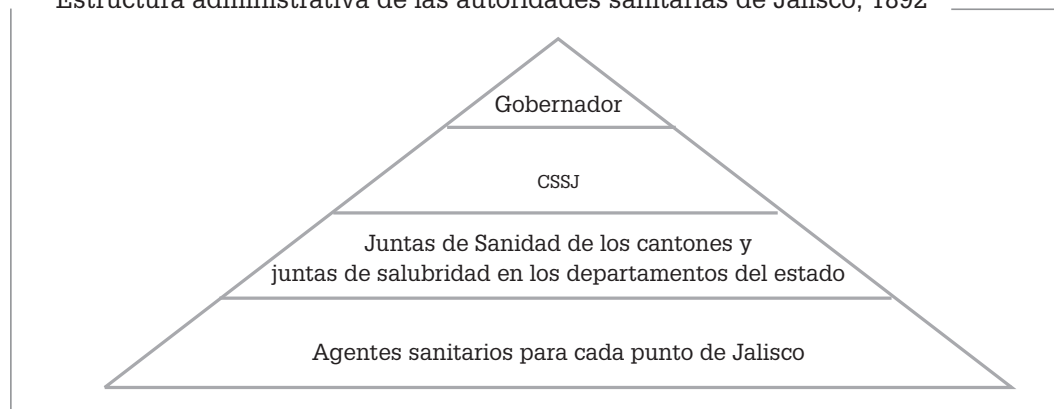 Estructura administrativa de las autoridades sanitarias de Jalisco, 1892
Gobernador
CSSJ
Juntas de Sanidad de los cantones y
juntas de salubridad en los departamentos del estado
Agentes sanitarios para cada punto de Jalisco